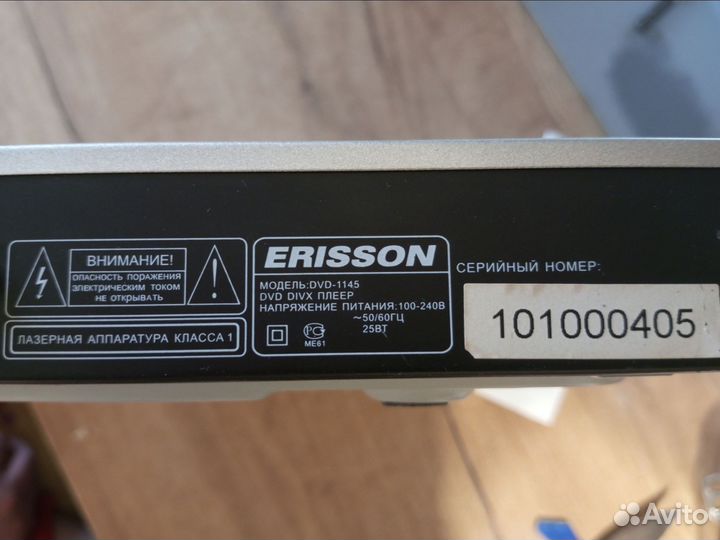 ВНИМАНИЕ!
ОПАСНОСТЬ ПОРАЖЕНИЯ
ЭЛЕКТРИЧЕСКИМ ТОКОМ
НЕ ОТКРЫВАТЬ
ЛАЗЕРНАЯ АППАРАТУРА КЛАССА 1
ERISSON
МОДЕЛЬ:DVD-1145
DVD DIVX ПЛЕЕР
НАПРЯЖЕНИЕ ПИТАНИЯ:100-240В
~50/60ГЦ
25ВТ
РСТ
МЕ61
СЕРИЙНЫЙ НОМЕР:
101000405
Avito